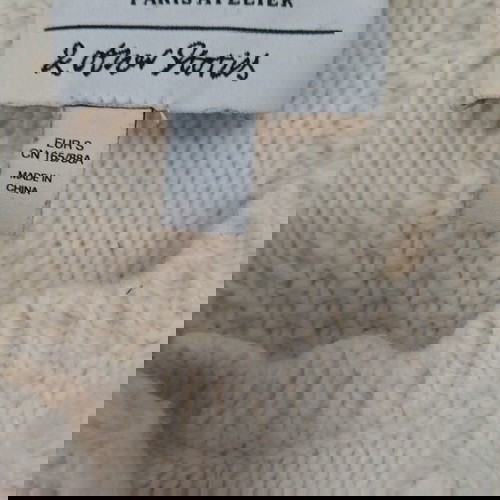 PARIS ATELIER
& other Stories
EUR S
CN 165/88A
MADE IN
CHINA